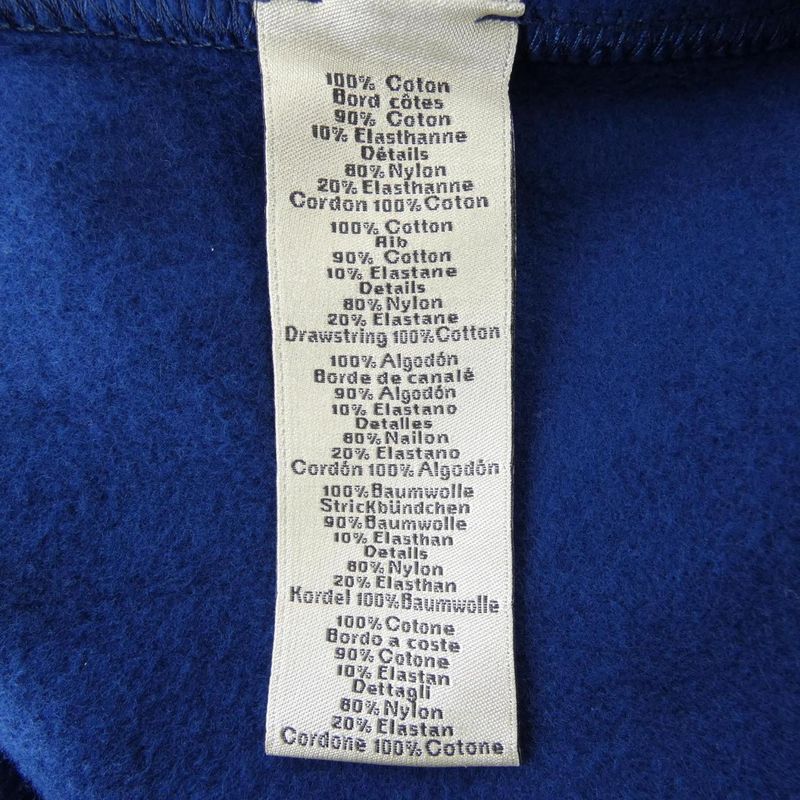 100% Coton
Bord côtes
90% Coton
10% Elasthanne
Détails
80% Nylon
20% Elasthanne
Cordon 100% Coton
100% Cotton
Rib
90% Cotton
10% Elastane
Details
80% Nylon
20% Elastane
Drawstring 100% Cotton
100% Algodón
Borde de canalé
90% Algodón
10% Elastano
Detalles
80% Nailon
20% Elastano
Cordón 100% Algodón
100% Baumwolle
StricKbündchen
90% Baumwolle
10% Elasthan
Details
80% Nylon
20% Elasthan
Kordel 100% Baumwolle
100% Cotone
Bordo a coste
90% Cotone
10% Elastan
Dettagli
80% Nylon
20% Elastan
Cordone 100% Cotone